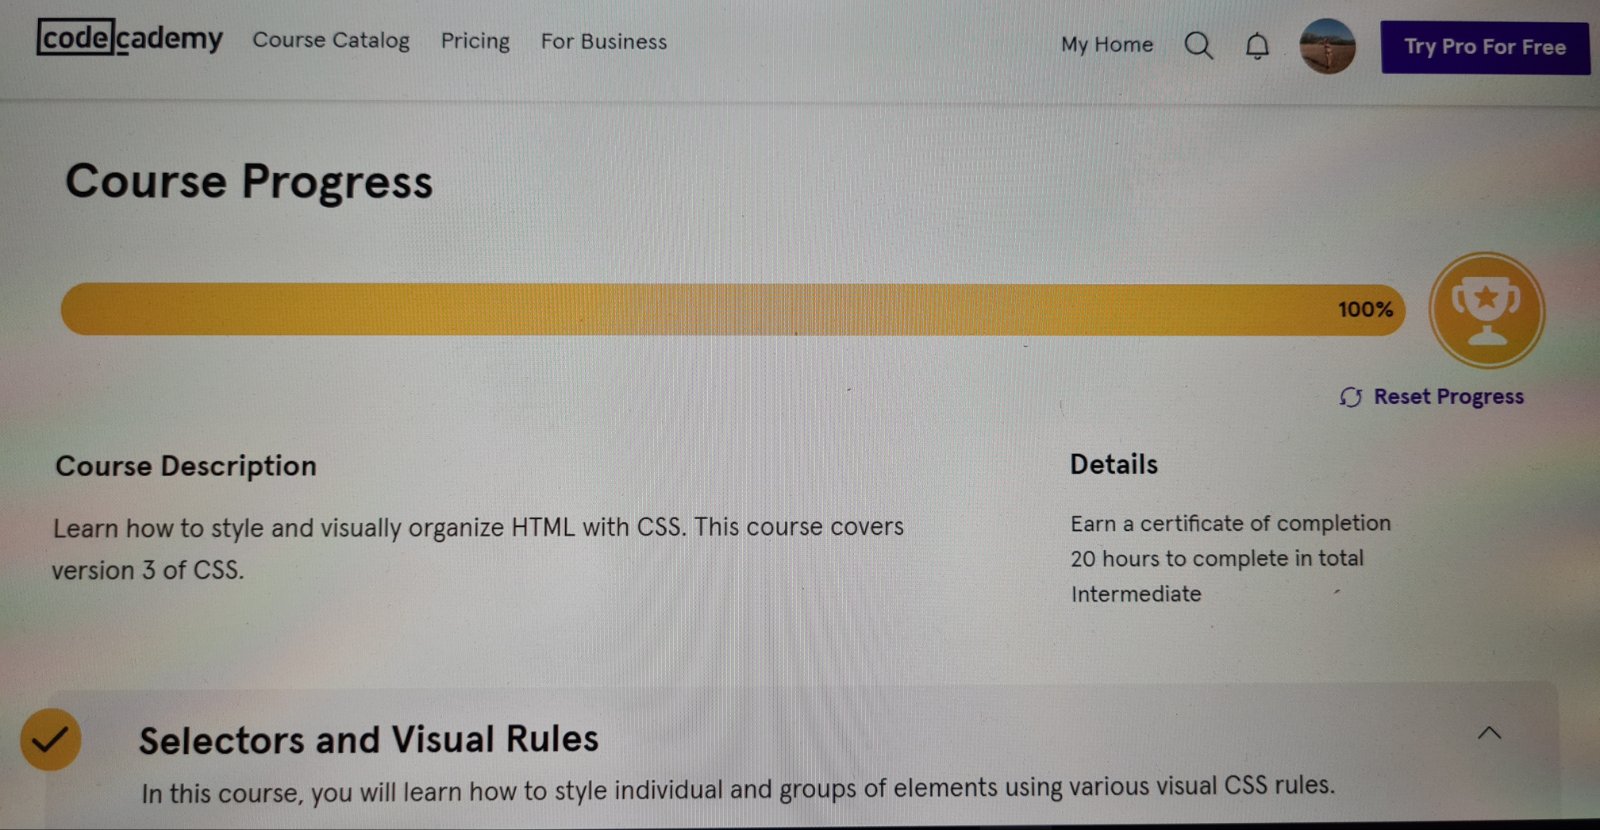 codecademy Course Catalog Pricing For Business My Home Try Pro For Free
Course Progress
100%
Reset Progress
Course Description
Learn how to style and visually organize HTML with CSS. This course covers
version 3 of CSS.
Details
Earn a certificate of completion
20 hours to complete in total
Intermediate
Selectors and Visual Rules
In this course, you will learn how to style individual and groups of elements using various visual CSS rules.